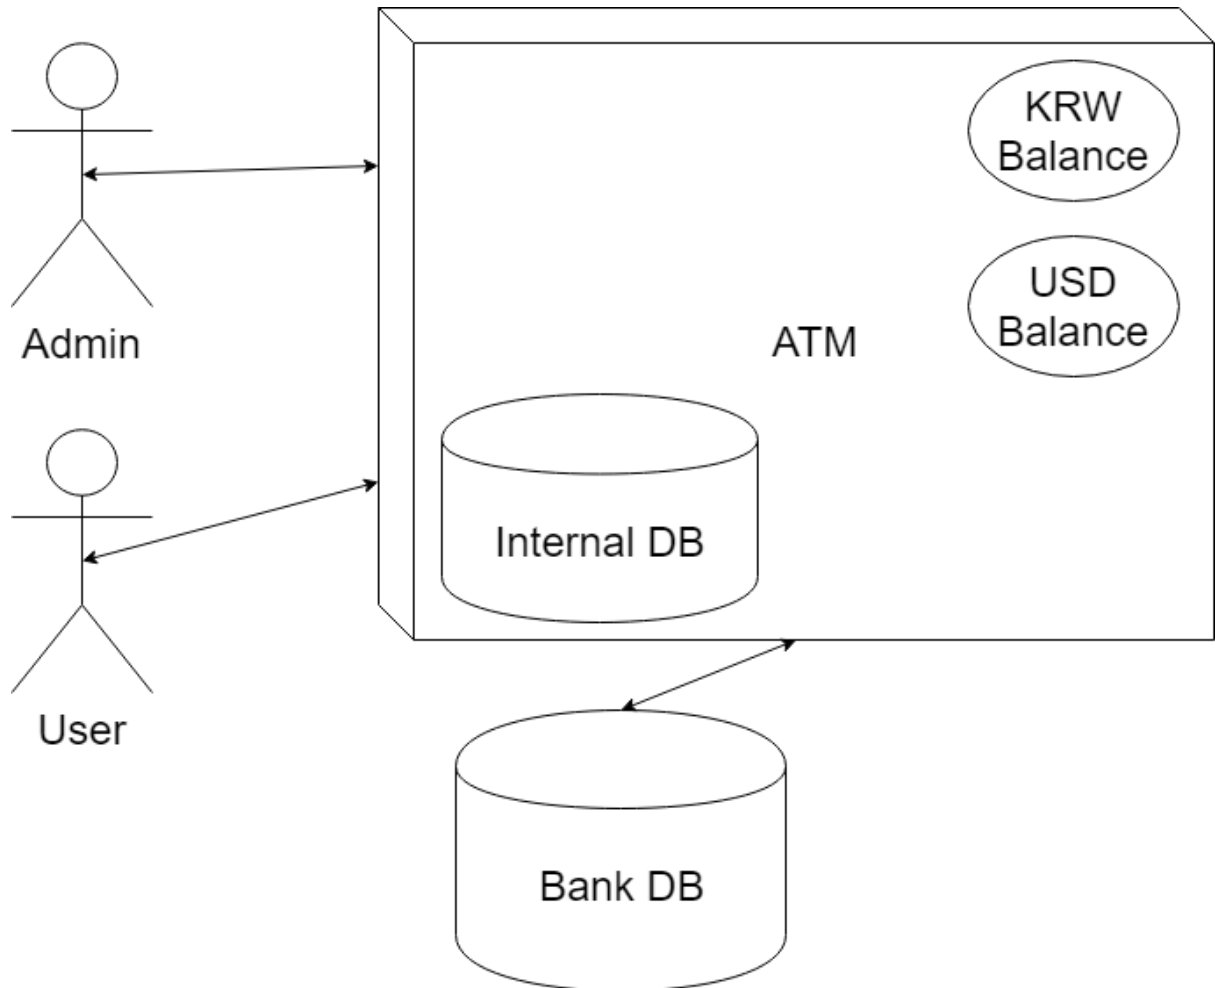 KRW
Balance
USD
Balance
Admin
ATM
Internal DB
User
Bank DB